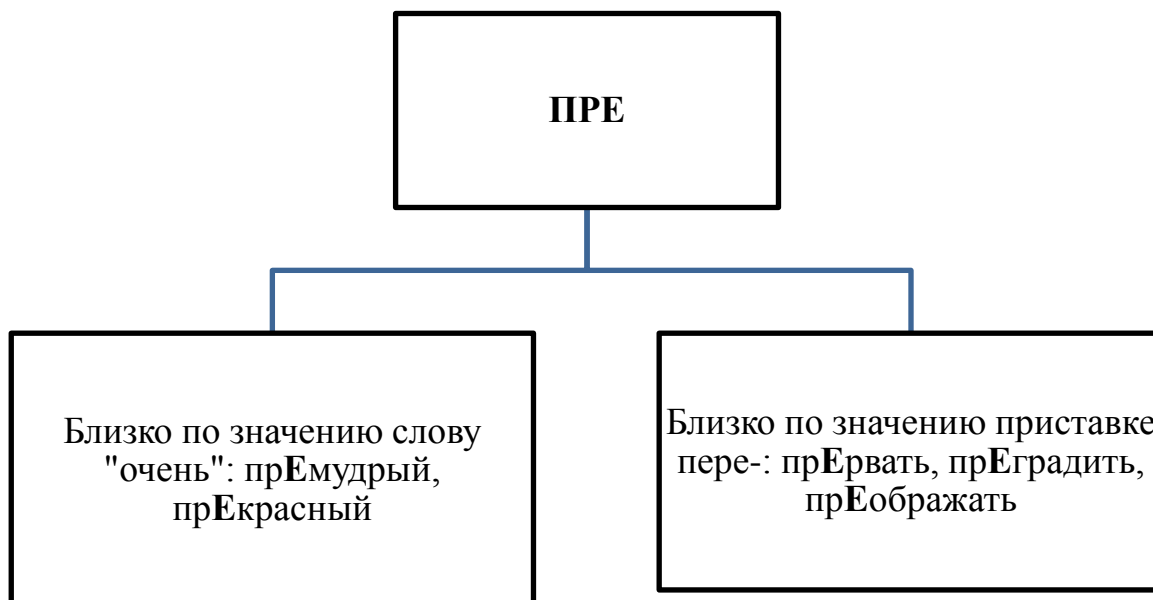 ПРЕ
Близко по значению слову
"очень": прЕмудрый,
прЕкрасный
Близко по значению приставке
пере-: прЕрвать, прЕградить,
прЕображать